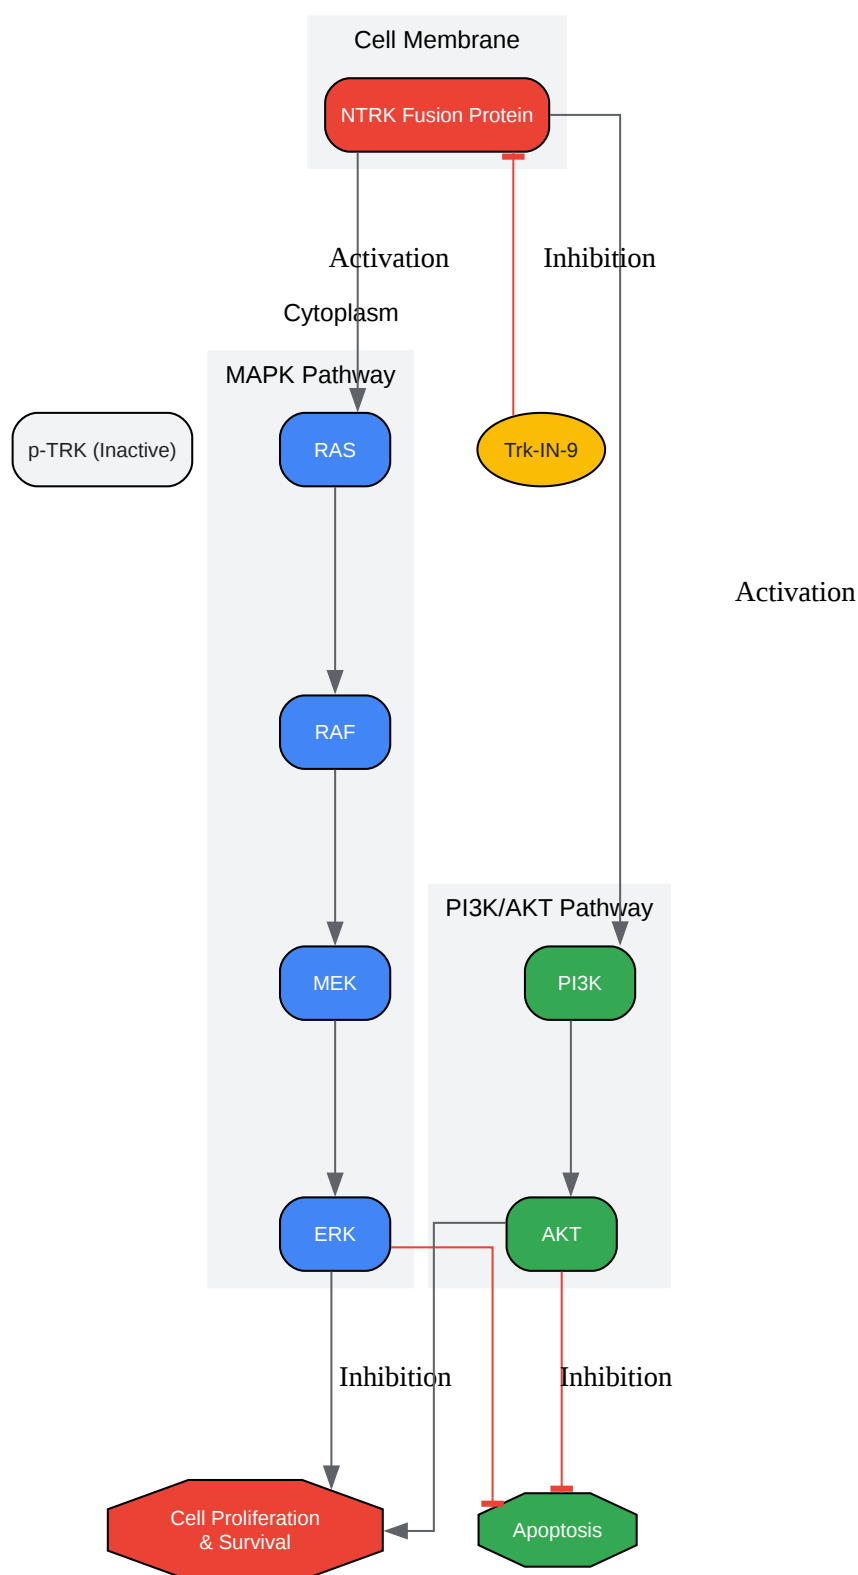 Cell Membrane
NTRK Fusion Protein
Activation
Inhibition
Cytoplasm
MAPK Pathway
p-TRK (Inactive)
RAS
Trk-IN-9
Activation
RAF
PI3K/AKT Pathway
MEK
PI3K
ERK
AKT
Inhibition
Inhibition
Cell Proliferation
& Survival
Apoptosis